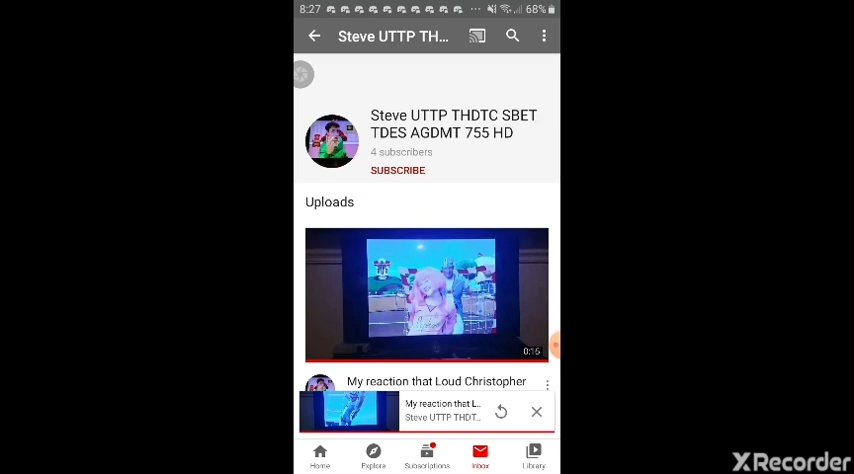 8:27
68%
Steve UTTP TH...
Steve UTTP THDTC SBET
TDES AGDMT 755 HD
4 subscribers
SUBSCRIBE
Uploads
0:16
My reaction that Loud Christopher
My reaction that L..
Steve UTTP THDT...
Home Explore Subscriptions Inbox Library
XRecorder